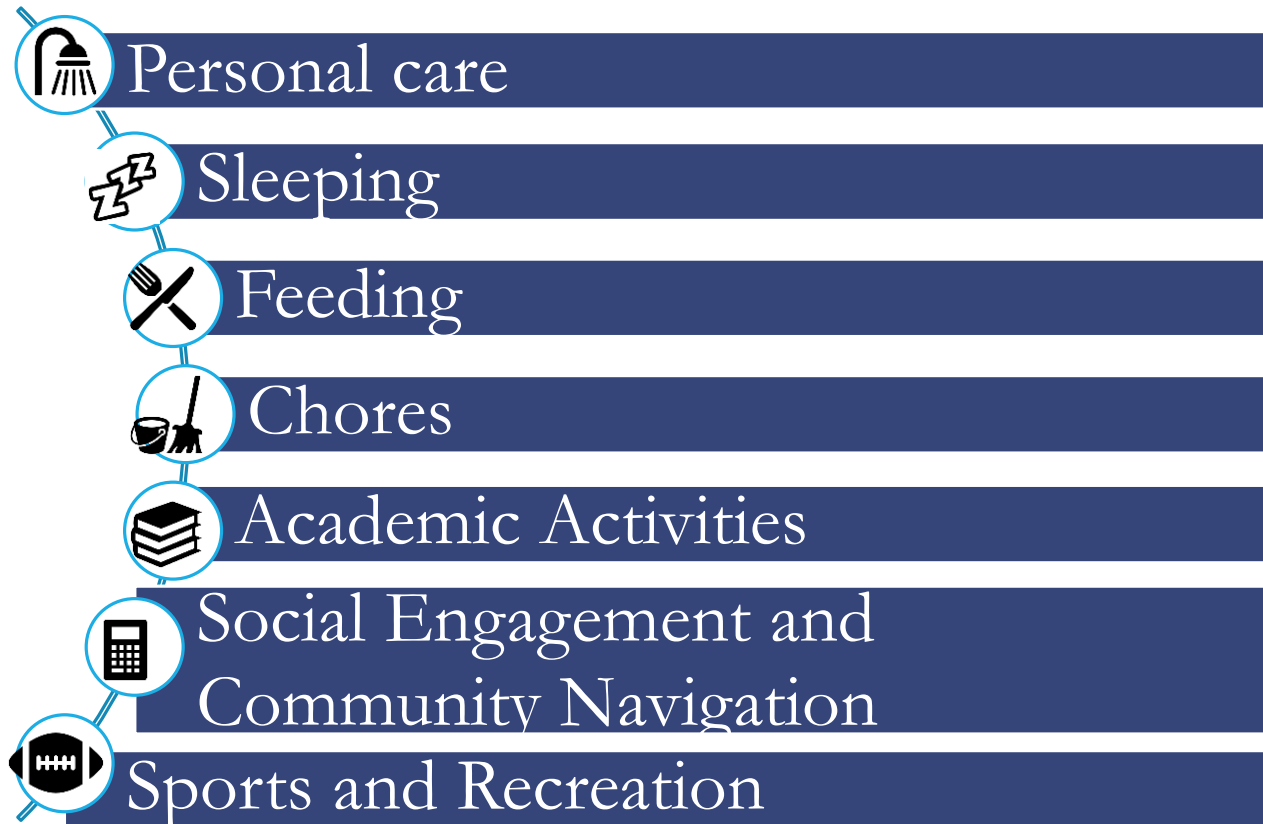 Personal care
Sleeping
Feeding
Chores
Academic Activities
Social Engagement and
Community Navigation
Sports and Recreation